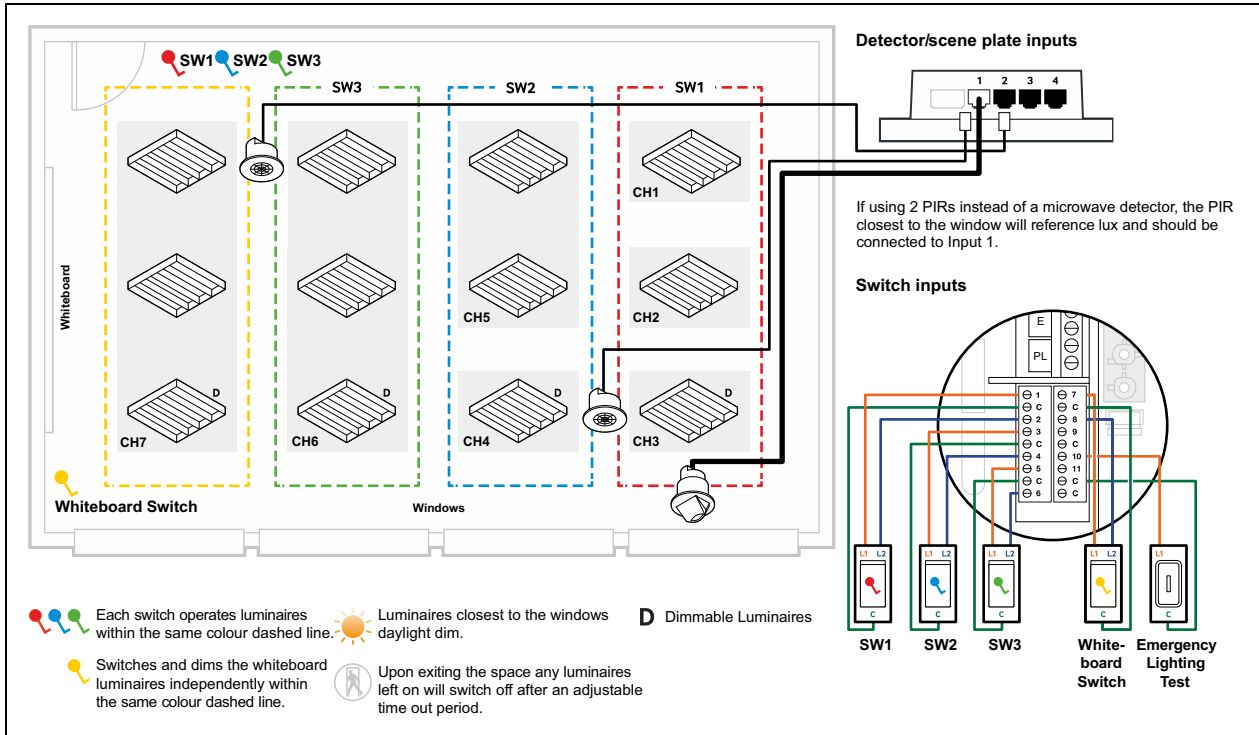 SW1 SW2 SW3
SW3
SW2
SW1
CH1
CH5
CH2
D
CH7
D
CH6
D
CH4
D
CH3
Whiteboard
Whiteboard Switch
Windows
Detector/scene plate inputs
1 2 3 4
If using 2 PIRs instead of a microwave detector, the PIR
closest to the window will reference lux and should be
connected to Input 1.
Switch inputs
E
PL
1 7
C C
2 8
3 9
C C
4 10
5 11
C C
6 C
L1 L2
C
SW1
L1 L2
C
SW2
L1 L2
C
SW3
L1 L2
C
White-
board
Switch
L1
C
Emergency
Lighting
Test
Each switch operates luminaires
within the same colour dashed line.
Switches and dims the whiteboard
luminaires independently within
the same colour dashed line.
Luminaires closest to the windows
daylight dim.
Upon exiting the space any luminaires
left on will switch off after an adjustable
time out period.
D Dimmable Luminaires